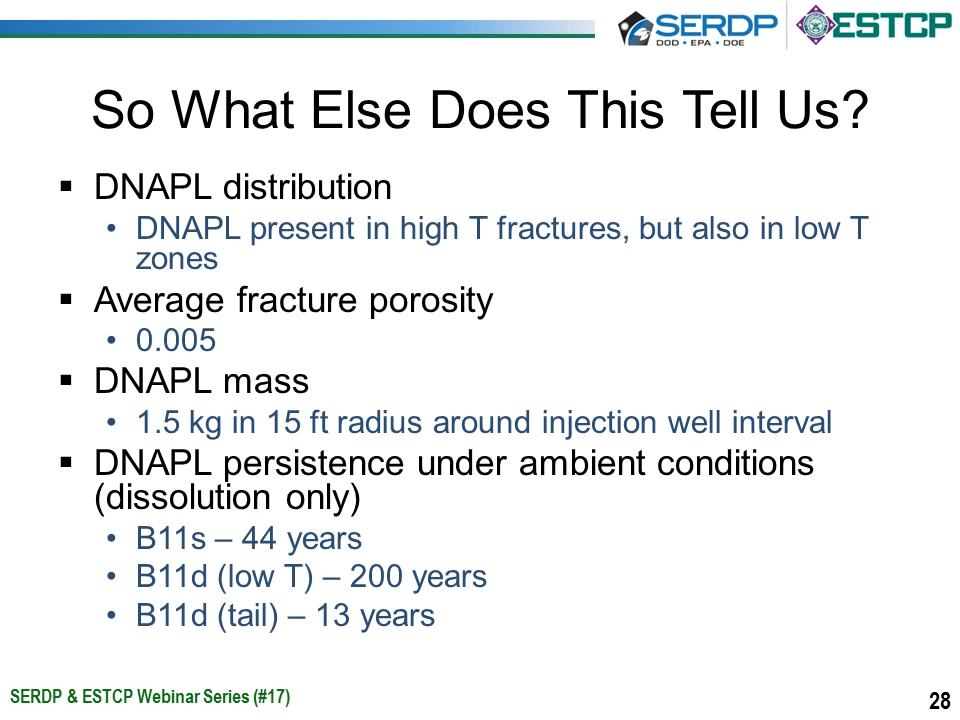 SERDP
DOD • EPA • DOE
ESTCP
So What Else Does This Tell Us?
▪ DNAPL distribution
• DNAPL present in high T fractures, but also in low T
zones
▪ Average fracture porosity
• 0.005
▪ DNAPL mass
• 1.5 kg in 15 ft radius around injection well interval
▪ DNAPL persistence under ambient conditions
(dissolution only)
• B11s – 44 years
• B11d (low T) – 200 years
• B11d (tail) – 13 years
SERDP & ESTCP Webinar Series (#17)
28